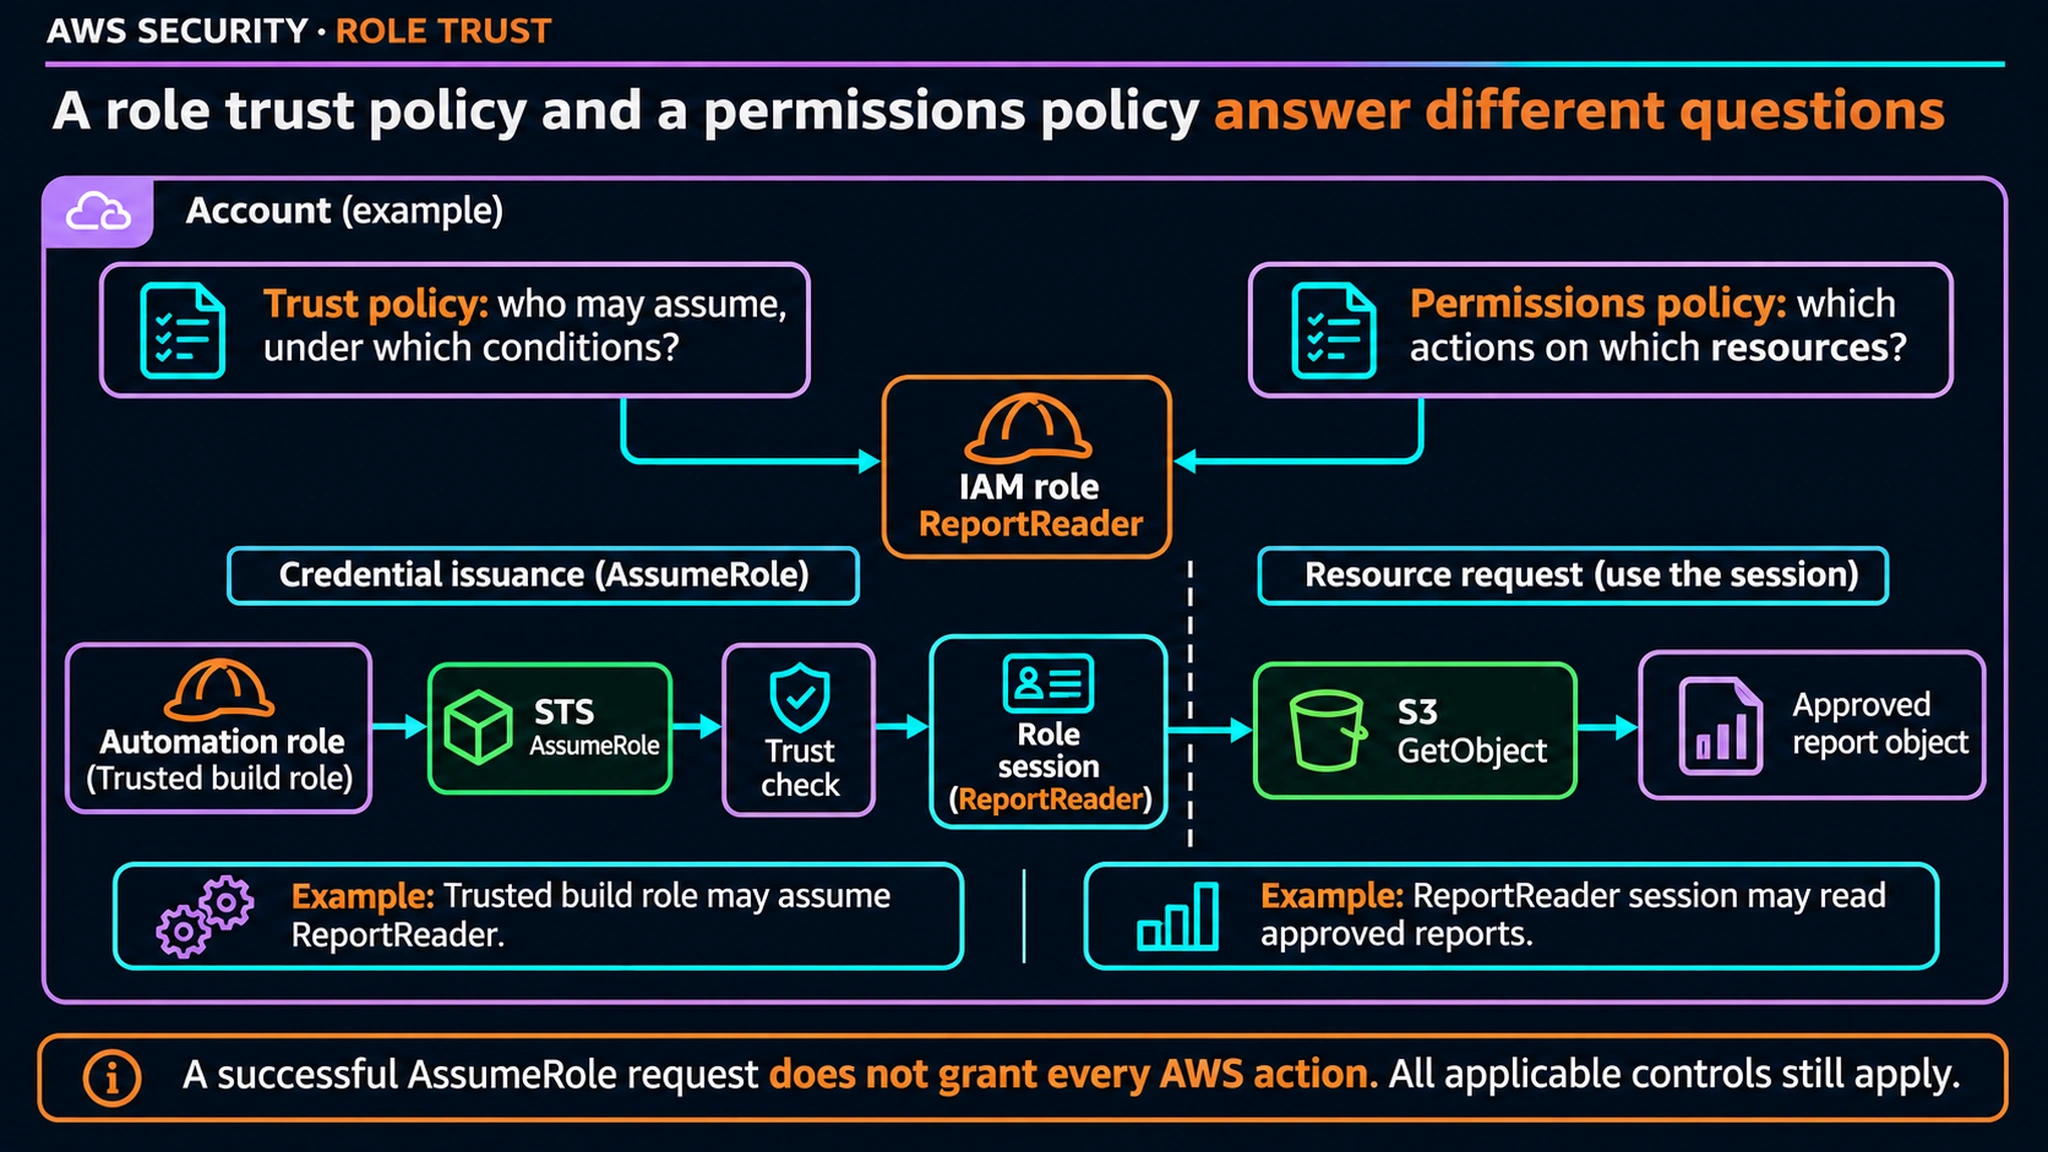 AWS SECURITY · ROLE TRUST
A role trust policy and a permissions policy answer different questions
Account (example)
Trust policy: who may assume,
under which conditions?
Permissions policy: which
actions on which resources?
IAM role
ReportReader
Credential issuance (AssumeRole)
Resource request (use the session)
Automation role
(Trusted build role)
STS
AssumeRole
Trust
check
Role
session
(ReportReader)
S3
GetObject
Approved
report object
Example: Trusted build role may assume
ReportReader.
Example: ReportReader session may read
approved reports.
A successful AssumeRole request does not grant every AWS action. All applicable controls still apply.